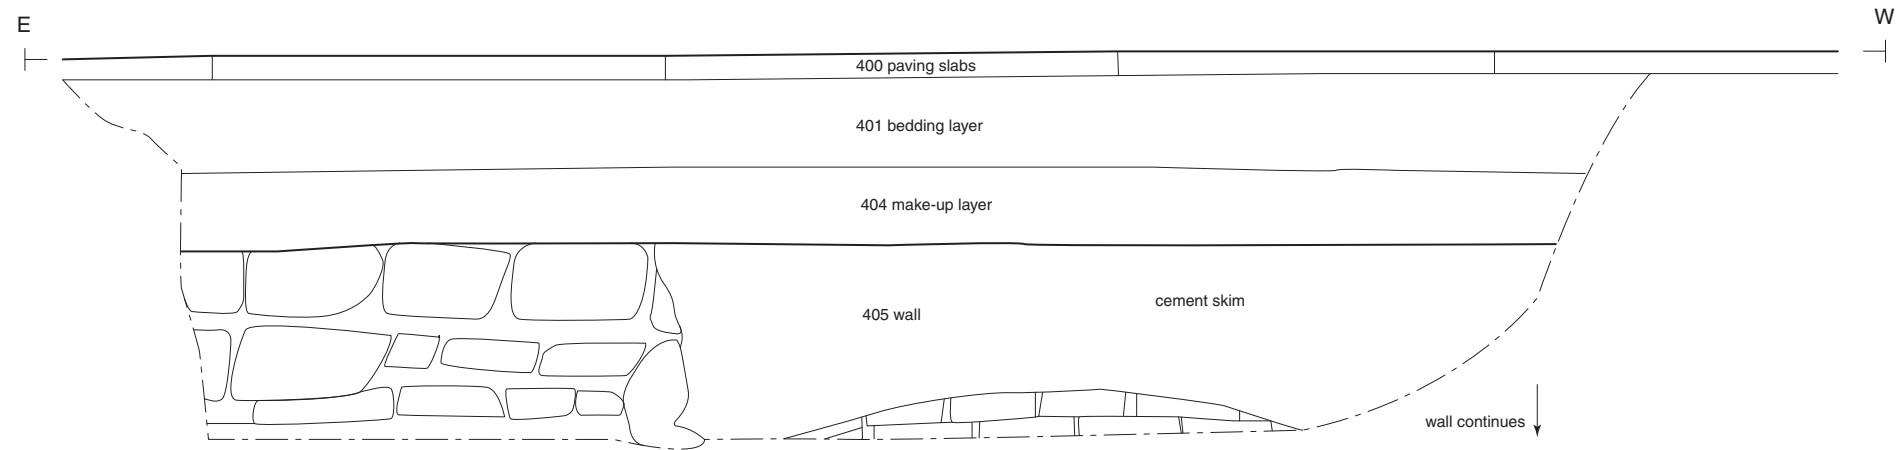 E
W
400 paving slabs
401 bedding layer
404 make-up layer
cement skim
405 wall
wall continues